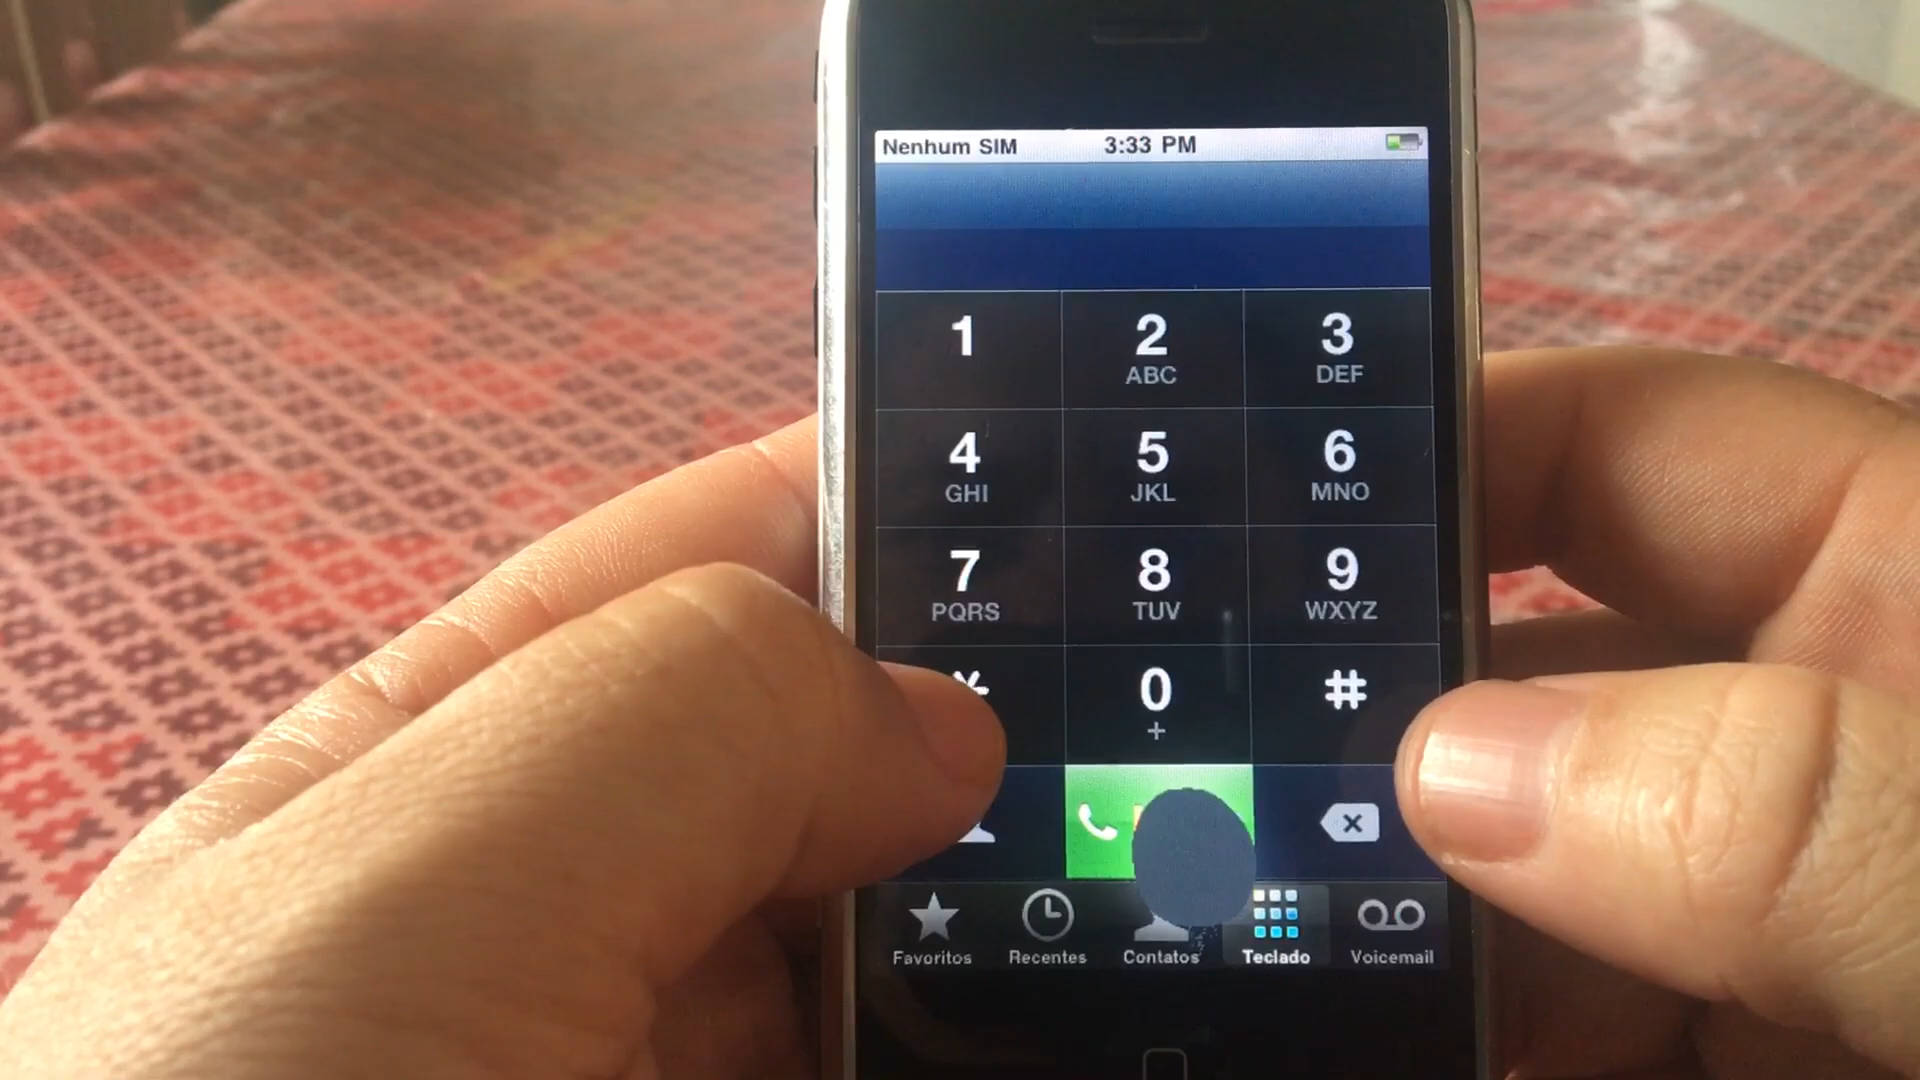 Nenhum SIM 3:33 PM
1 2 3
ABC DEF
4 5 6
GHI JKL MNO
7 8 9
PQRS TUV WXYZ
* 0 #
+
Favoritos Recentes Contatos Teclado Voicemail